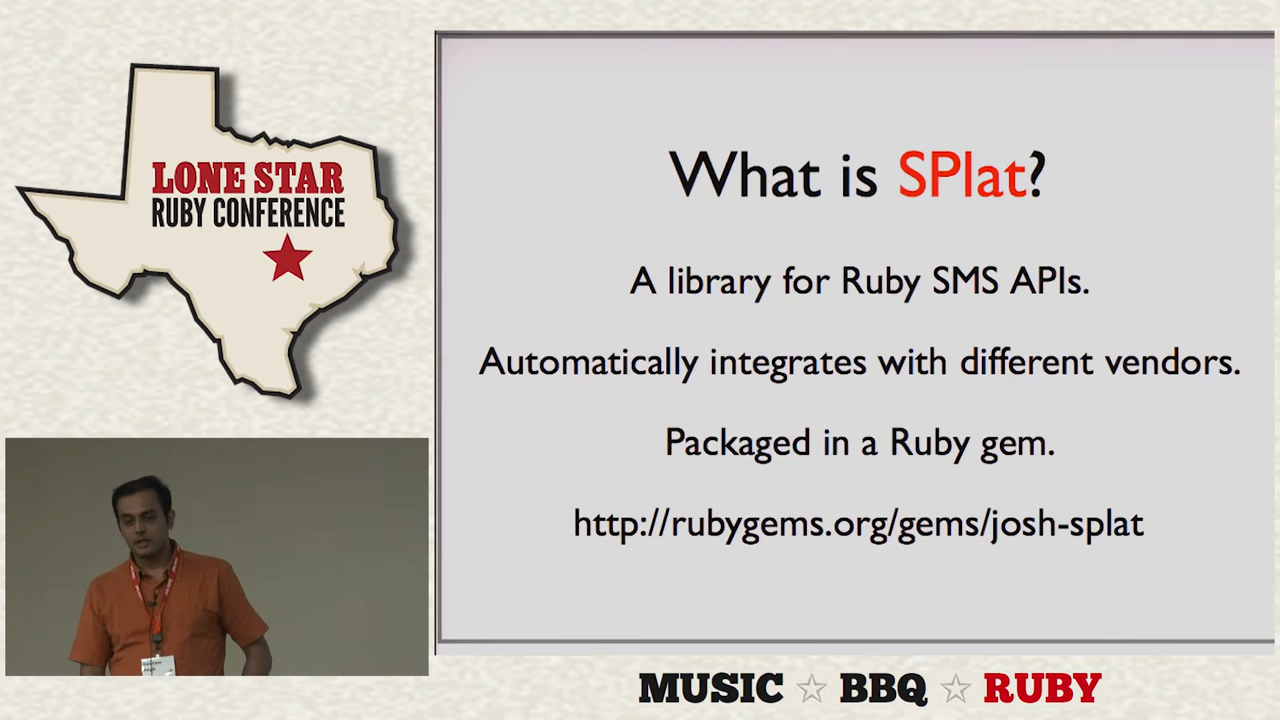 LONE STAR
RUBY CONFERENCE
What is SPlat?
A library for Ruby SMS APIs.
Automatically integrates with different vendors.
Packaged in a Ruby gem.
http://rubygems.org/gems/josh-splat
MUSIC ☆ BBQ ☆ RUBY